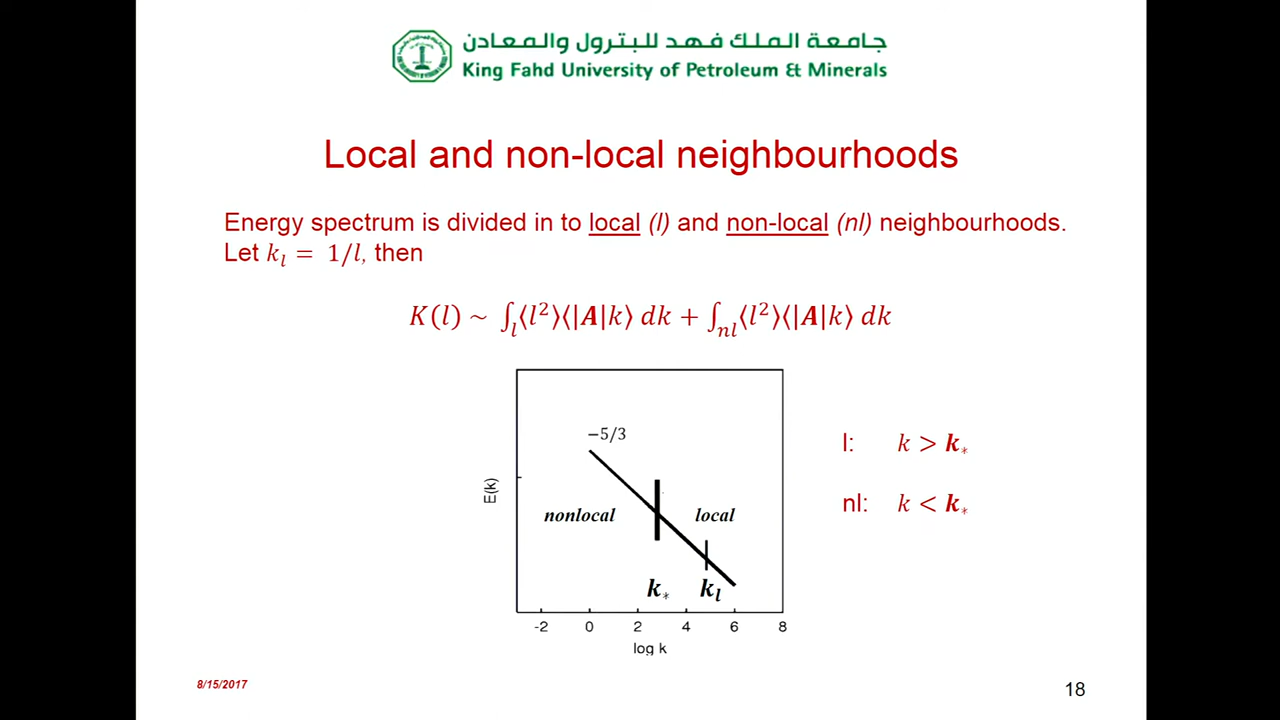 جامعة الملك فهد للبترول والمعادن
King Fahd University of Petroleum & Minerals
Local and non-local neighbourhoods
Energy spectrum is divided in to local (l) and non-local (nl) neighbourhoods.
Let k_l = 1/l, then
K(l) ~ ∫_l⟨l²⟩⟨|A|k⟩ dk + ∫_nl⟨l²⟩⟨|A|k⟩ dk
−5/3
E(k)
nonlocal local
k_* k_l
-2 0 2 4 6 8
log k
l: k > k_*
nl: k < k_*
8/15/2017
18